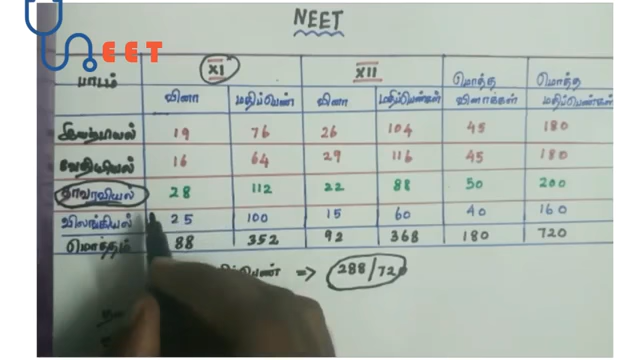 NEET
NEET
பாடம் XI XII மொத்த வினாக்கள் மொத்த மதிப்பெண்கள்
வினா மதிப்பெண் வினா மதிப்பெண்கள்
இயற்பியல் 19 76 26 104 45 180
வேதியியல் 16 64 29 116 45 180
தாவரவியல் 28 112 22 88 50 200
விலங்கியல் 25 100 15 60 40 160
மொத்தம் 88 352 92 368 180 720
=> 288/720